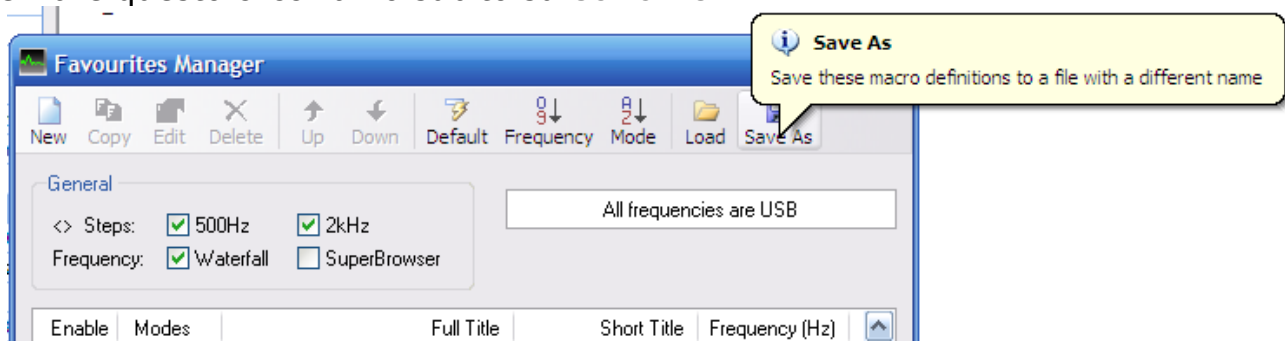 Favourites Manager
Save As
Save these macro definitions to a file with a different name
New Copy Edit Delete Up Down Default Frequency Mode Load Save As
General
<> Steps: 500Hz 2kHz
Frequency: Waterfall SuperBrowser
All frequencies are USB
Enable Modes Full Title Short Title Frequency (Hz)